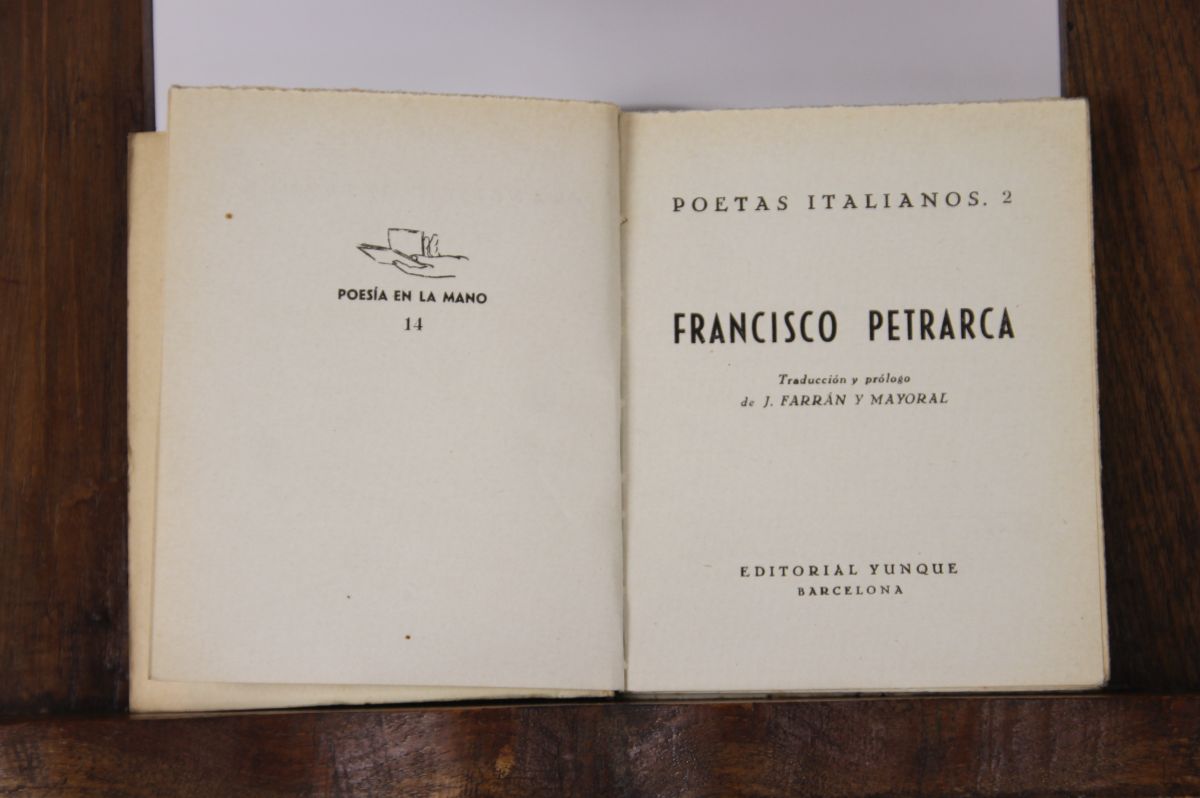 POESÍA EN LA MANO
14
POETAS ITALIANOS. 2
FRANCISCO PETRARCA
Traducción y prólogo
de J. FARRÁN Y MAYORAL
EDITORIAL YUNQUE
BARCELONA